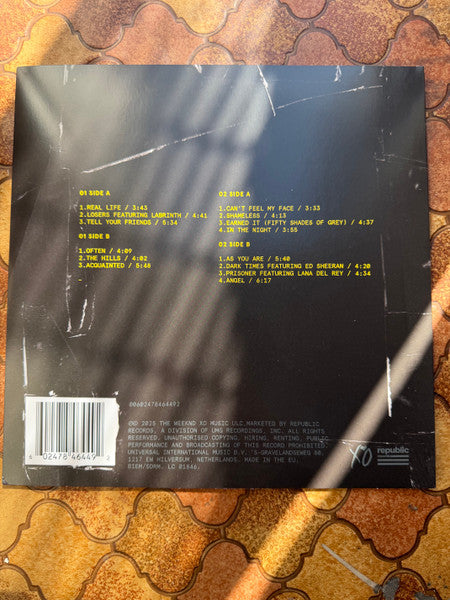 01 SIDE A
1.REAL LIFE / 3:43
2.LOSERS FEATURING LABRINTH / 4:41
3.TELL YOUR FRIENDS / 5:34
01 SIDE B
1.OFTEN / 4:09
2.THE HILLS / 4:02
3.ACQUAINTED / 5:48
02 SIDE A
1.CAN'T FEEL MY FACE / 3:33
2.SHAMELESS / 4:13
3.EARNED IT (FIFTY SHADES OF GREY) / 4:37
4.IN THE NIGHT / 3:55
02 SIDE B
1.AS YOU ARE / 5:40
2.DARK TIMES FEATURING ED SHEERAN / 4:20
3.PRISONER FEATURING LANA DEL REY / 4:34
4.ANGEL / 6:17
00602478464491
℗© 2025 THE WEEKND XO MUSIC ULC,MARKETED BY REPUBLIC
RECORDS, A DIVISION OF UMG RECORDINGS, INC. ALL RIGHTS
RESERVED. UNAUTHORISED COPYING, HIRING, RENTING, PUBLIC
PERFORMANCE AND BROADCASTING OF THIS RECORD PROHIBITED.
UNIVERSAL INTERNATIONAL MUSIC B.V. 'S-GRAVELANDSEWEG 80,
1217 EW HILVERSUM, NETHERLANDS. MADE IN THE EU.
BIEM/SDRM. LC 01846.
XO republic